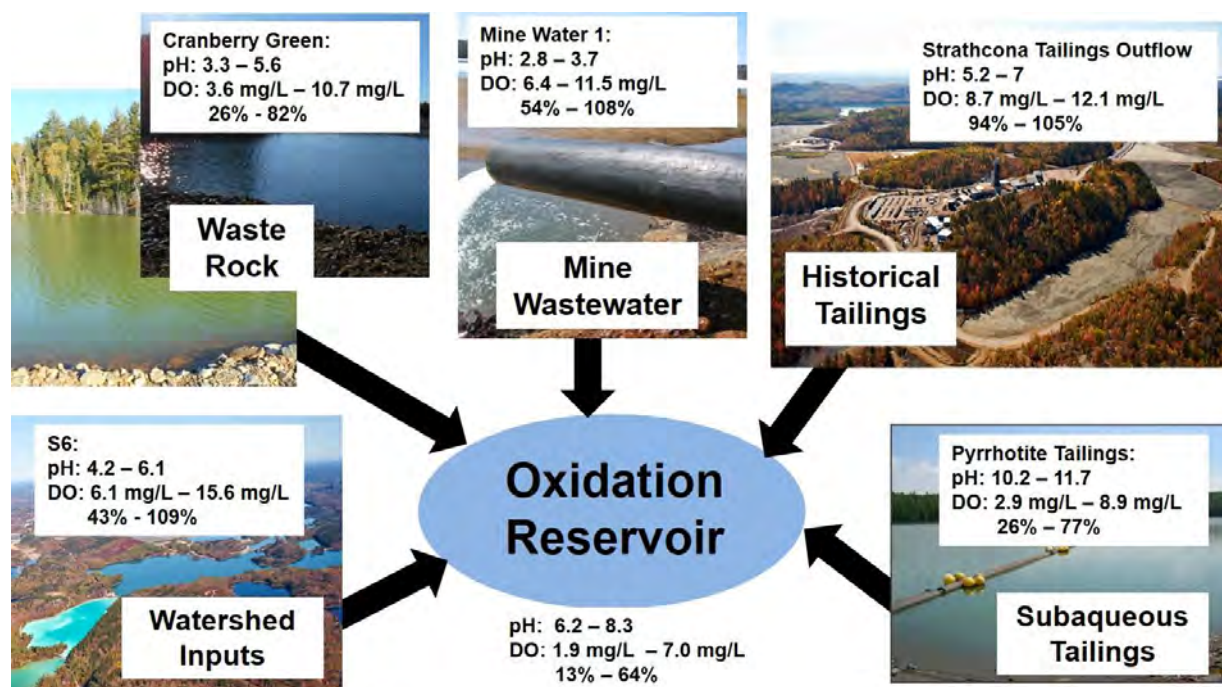 Cranberry Green:
pH: 3.3 – 5.6
DO: 3.6 mg/L – 10.7 mg/L
26% - 82%
Waste
Rock
Mine Water 1:
pH: 2.8 – 3.7
DO: 6.4 mg/L – 11.5 mg/L
54% – 108%
Mine
Wastewater
Strathcona Tailings Outflow
pH: 5.2 – 7
DO: 8.7 mg/L – 12.1 mg/L
94% – 105%
Historical
Tailings
S6:
pH: 4.2 – 6.1
DO: 6.1 mg/L – 15.6 mg/L
43% - 109%
Watershed
Inputs
Oxidation
Reservoir
pH: 6.2 – 8.3
DO: 1.9 mg/L – 7.0 mg/L
13% – 64%
Pyrrhotite Tailings:
pH: 10.2 – 11.7
DO: 2.9 mg/L – 8.9 mg/L
26% – 77%
Subaqueous
Tailings